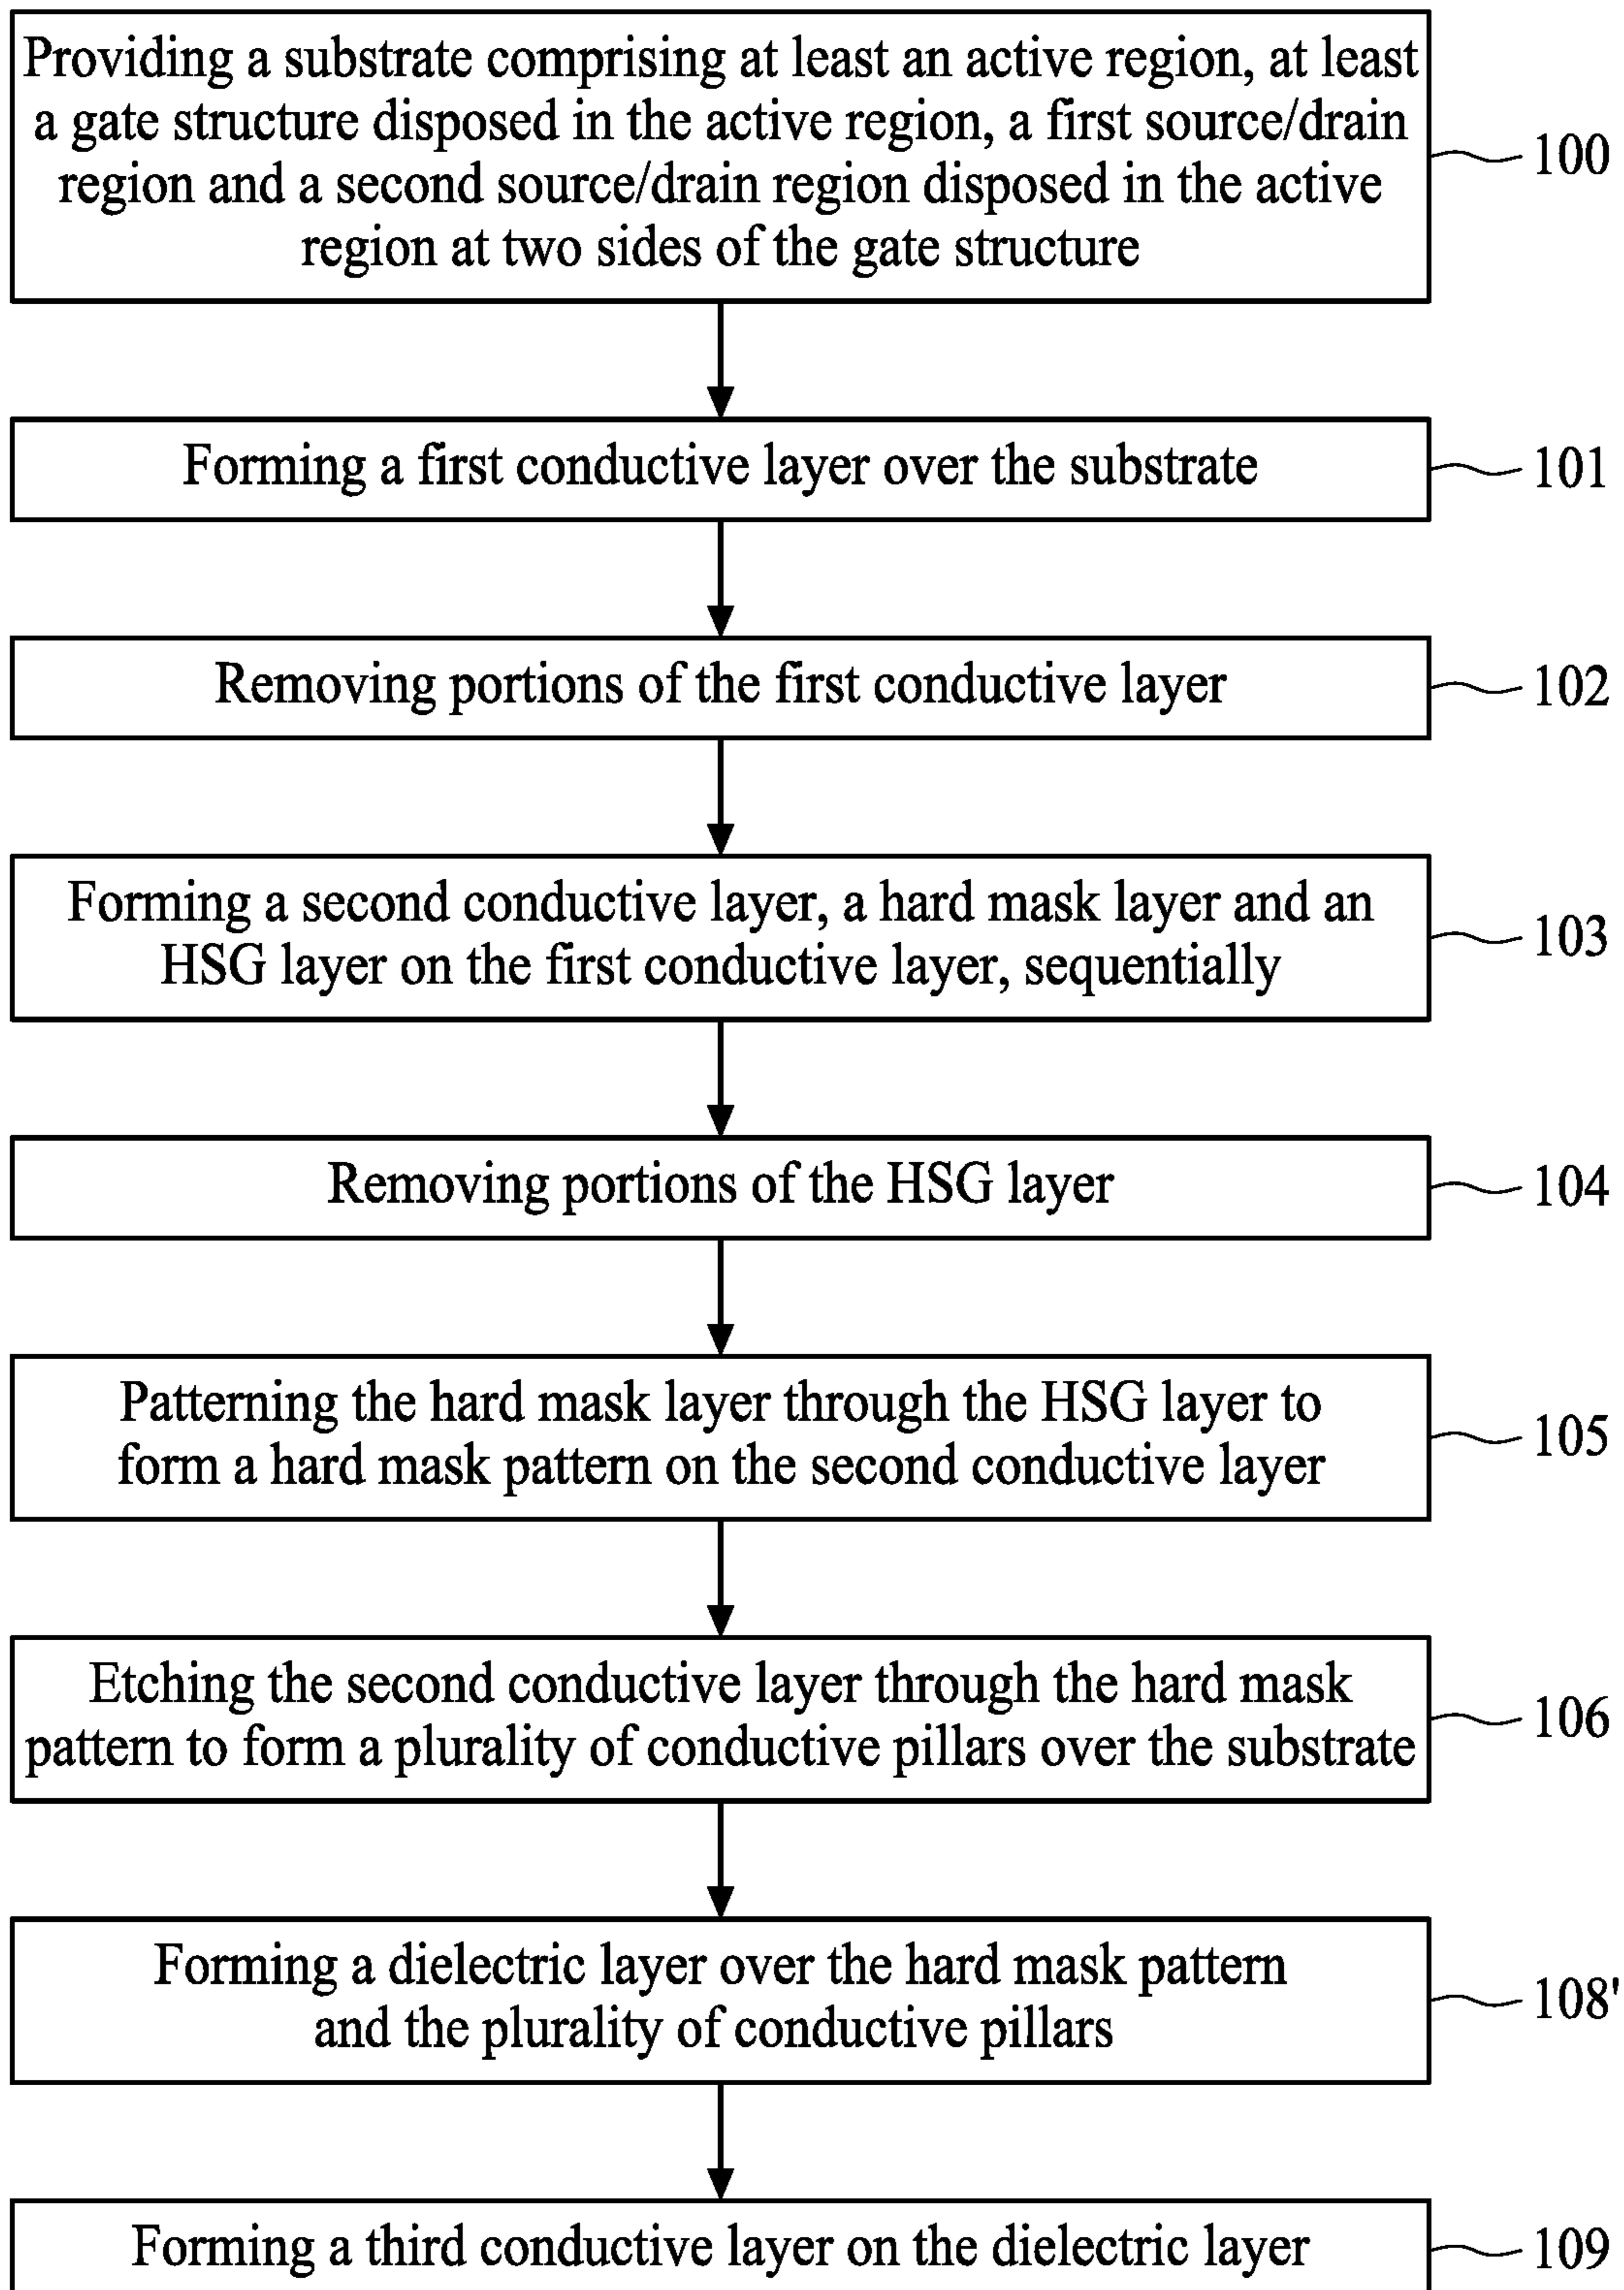 Providing a substrate comprising at least an active region, at least
a gate structure disposed in the active region, a first source/drain
region and a second source/drain region disposed in the active
region at two sides of the gate structure
100
Forming a first conductive layer over the substrate
101
Removing portions of the first conductive layer
102
Forming a second conductive layer, a hard mask layer and an
HSG layer on the first conductive layer, sequentially
103
Removing portions of the HSG layer
104
Patterning the hard mask layer through the HSG layer to
form a hard mask pattern on the second conductive layer
105
Etching the second conductive layer through the hard mask
pattern to form a plurality of conductive pillars over the substrate
106
Forming a dielectric layer over the hard mask pattern
and the plurality of conductive pillars
108'
Forming a third conductive layer on the dielectric layer
109